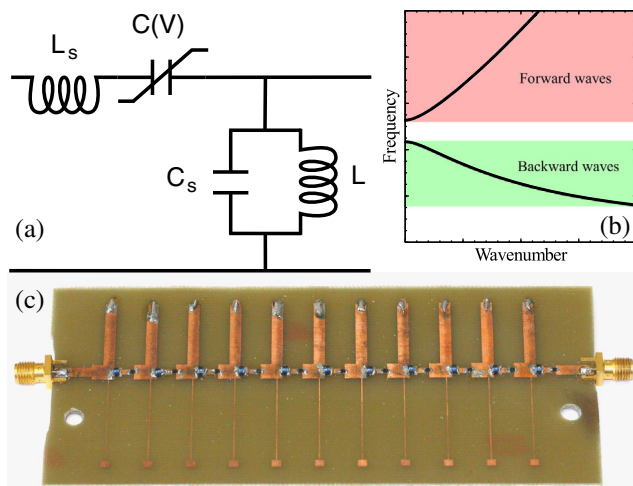 C(V)
Lₛ
Cₛ
L
(a)
Frequency
Forward waves
Backward waves
(b)
Wavenumber
(c)